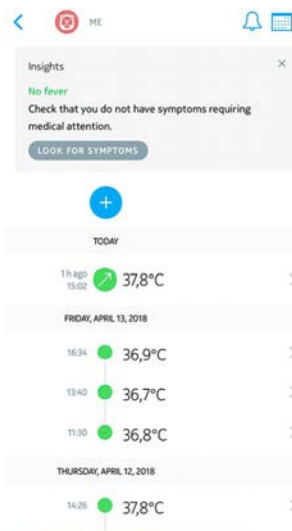 ME
Insights
No fever
Check that you do not have symptoms requiring
medical attention.
LOOK FOR SYMPTOMS
TODAY
1 h ago
15:02
37,8°C
FRIDAY, APRIL 13, 2018
16:34 36,9°C
13:40 36,7°C
11:30 36,8°C
THURSDAY, APRIL 12, 2018
14:26 37,8°C